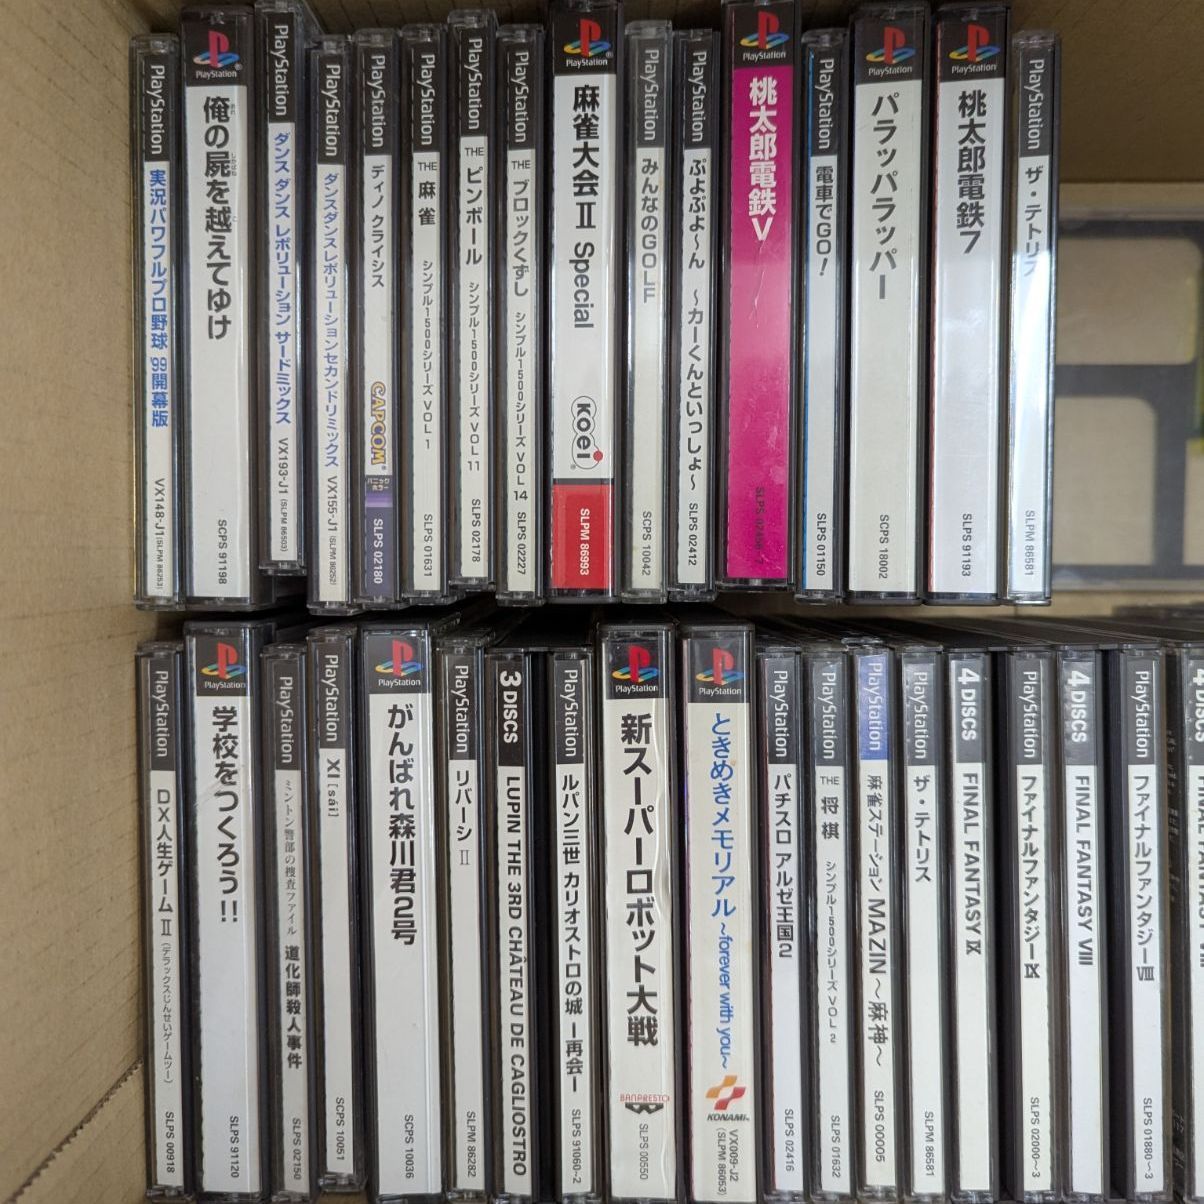 PlayStation 実況パワフルプロ野球 '99開幕版 VX148-J1 (SLPM 86253)
PlayStation 俺の屍を越えてゆけ SCPS 91198
PlayStation ダンス ダンス レボリューション サードミックス VX193-J1 (SLPM 86503)
PlayStation ダンスダンスレボリューションセカンドリミックス VX155-J1 (SLPM 86252)
PlayStation ディノ クライシス CAPCOM パニックホラー SLPS 02180
PlayStation THE 麻雀 シンプル1500シリーズ VOL 1 SLPS 01631
PlayStation THE ピンボール シンプル1500シリーズ VOL 11 SLPS 02178
PlayStation THE ブロックくずし シンプル1500シリーズ VOL 14 SLPS 02227
PlayStation 麻雀大会Ⅱ Special KOEI SLPM 86993
PlayStation みんなのGOLF SCPS 10042
PlayStation ぷよぷよ〜ん 〜カーくんといっしょ〜 SLPS 02412
PlayStation 桃太郎電鉄V
PlayStation 電車でGO! SLPS 01150
PlayStation パラッパラッパー SCPS 18002
PlayStation 桃太郎電鉄7 SLPS 91193
PlayStation ザ・テトリス SLPM 86581
PlayStation DX人生ゲームⅡ (デラックスじんせいゲームツー) SLPS 00918
PlayStation 学校をつくろう!! SLPS 91120
PlayStation ミントン警部の捜査ファイル 道化師殺人事件 SLPS 02150
PlayStation XI [sái] SCPS 10051
PlayStation がんばれ森川君2号 SCPS 10036
PlayStation リバーシⅡ SLPM 86282
3 DISCS LUPIN THE 3RD CHÂTEAU DE CAGLIOSTRO
PlayStation ルパン三世 カリオストロの城 ー再会ー SLPS 91060~2
PlayStation 新スーパーロボット大戦 BANPRESTO SLPS 00550
PlayStation ときめきメモリアル 〜forever with you〜 KONAMI VX009-J2 (SLPM 86053)
PlayStation パチスロ アルゼ王国2 SLPS 02416
PlayStation THE 将棋 シンプル1500シリーズ VOL 2 SLPS 01632
PlayStation 麻雀ステーション MAZIN 〜麻神〜 SLPS 00005
PlayStation ザ・テトリス SLPM 86581
4 DISCS FINAL FANTASY IX
PlayStation ファイナルファンタジーⅨ SLPS 02000~3
4 DISCS FINAL FANTASY VIII
PlayStation ファイナルファンタジーⅧ SLPS 01880~3